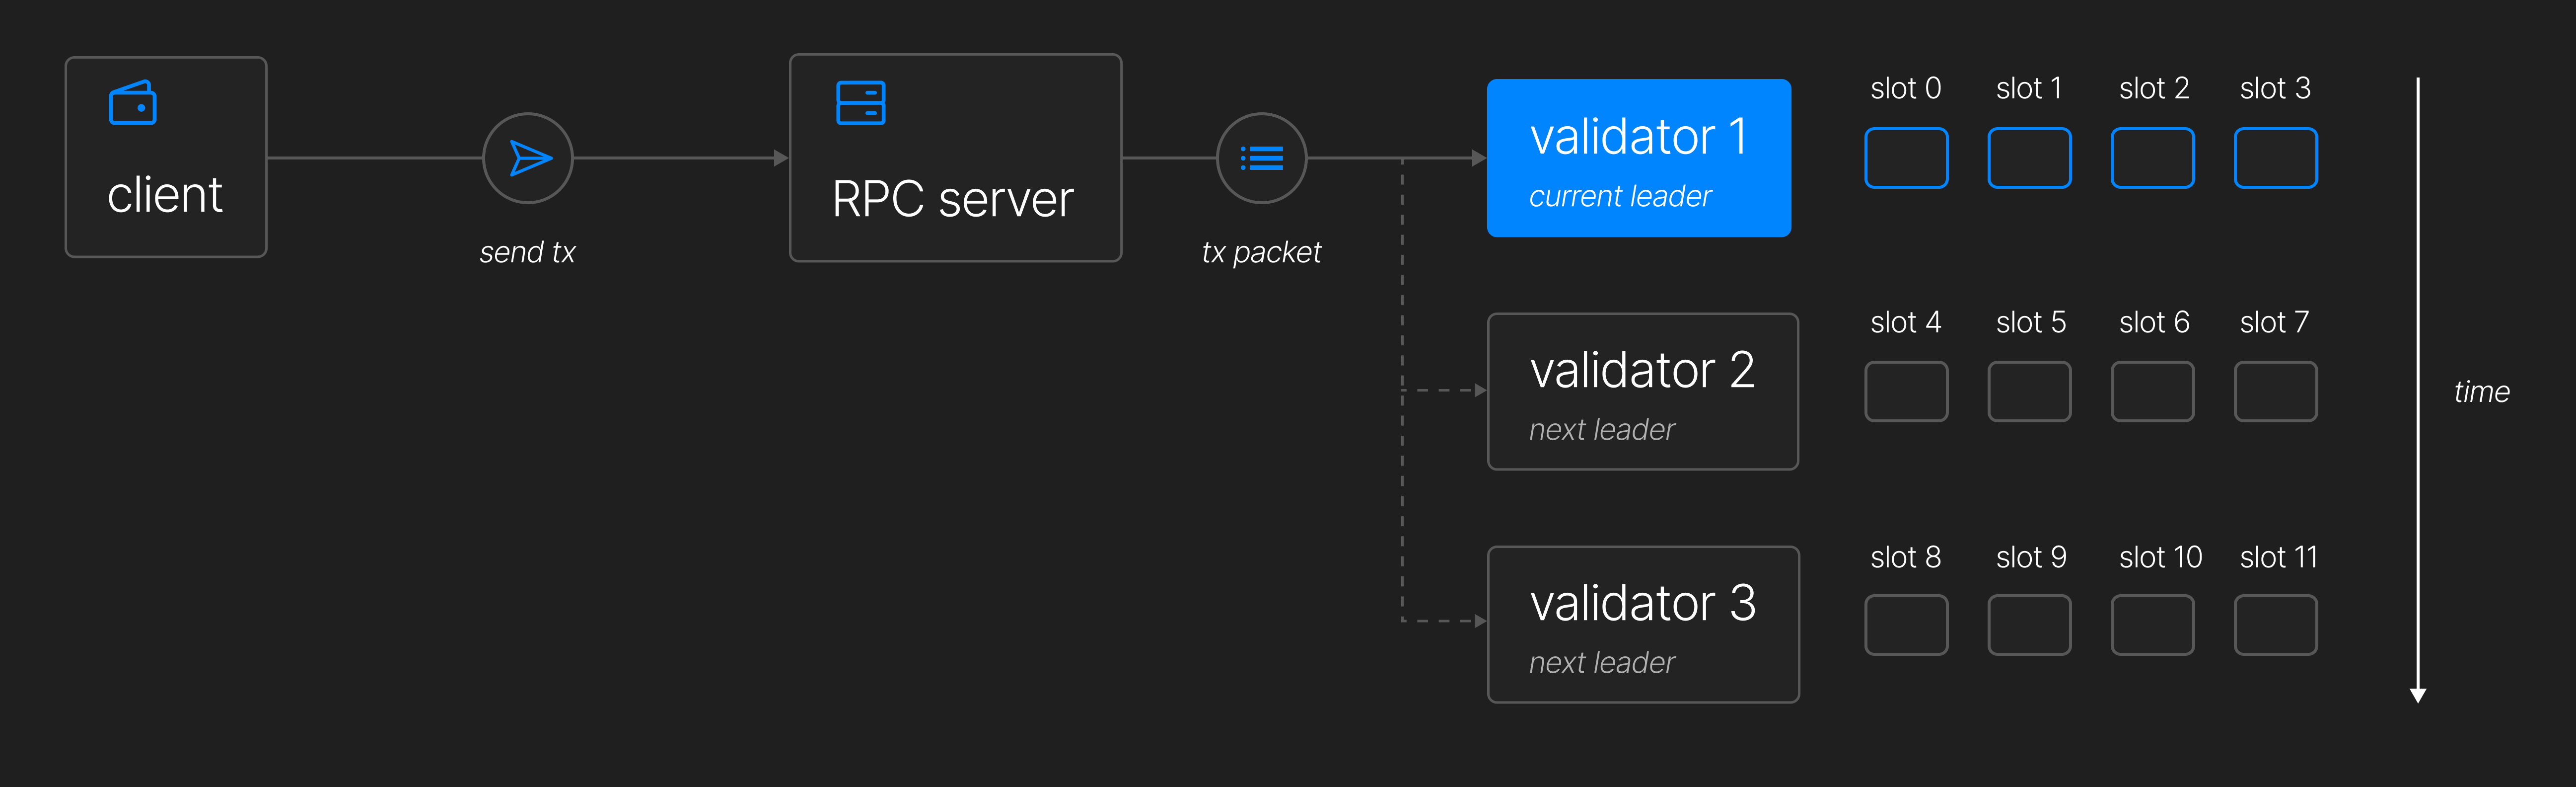 client
send tx
RPC server
tx packet
validator 1
current leader
slot 0
slot 1
slot 2
slot 3
validator 2
next leader
slot 4
slot 5
slot 6
slot 7
validator 3
next leader
slot 8
slot 9
slot 10
slot 11
time